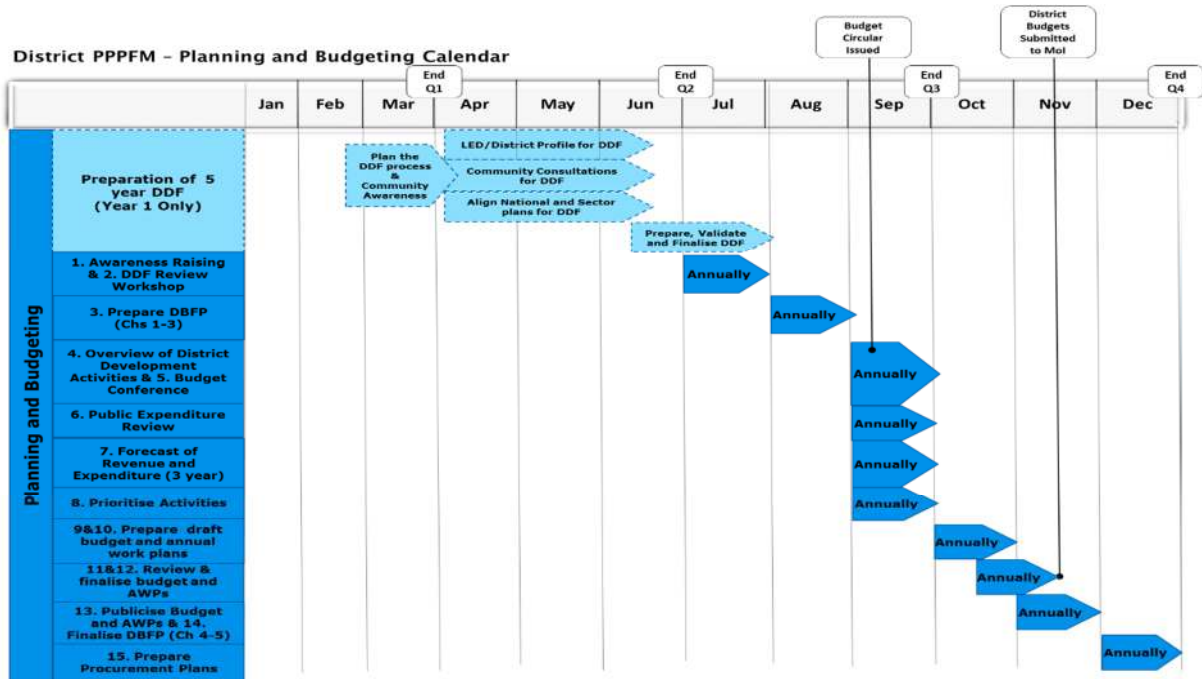 Budget
Circular
Issued
District
Budgets
Submitted
to MoI
District PPPFM – Planning and Budgeting Calendar
End
Q1
End
Q2
End
Q3
End
Q4
Jan
Feb
Mar
Apr
May
Jun
Jul
Aug
Sep
Oct
Nov
Dec
Planning and Budgeting
Preparation of 5
year DDF
(Year 1 Only)
Plan the
DDF process
&
Community
Awareness
LED/District Profile for DDF
Community Consultations
for DDF
Align National and Sector
plans for DDF
Prepare, Validate
and Finalise DDF
1. Awareness Raising
& 2. DDF Review
Workshop
Annually
3. Prepare DBFP
(Chs 1-3)
Annually
4. Overview of District
Development
Activities & 5. Budget
Conference
Annually
6. Public Expenditure
Review
Annually
7. Forecast of
Revenue and
Expenditure (3 year)
Annually
8. Prioritise Activities
Annually
9&10. Prepare draft
budget and annual
work plans
Annually
11&12. Review &
finalise budget and
AWPs
Annually
13. Publicise Budget
and AWPs & 14.
Finalise DBFP (Ch 4-5)
Annually
15. Prepare
Procurement Plans
Annually